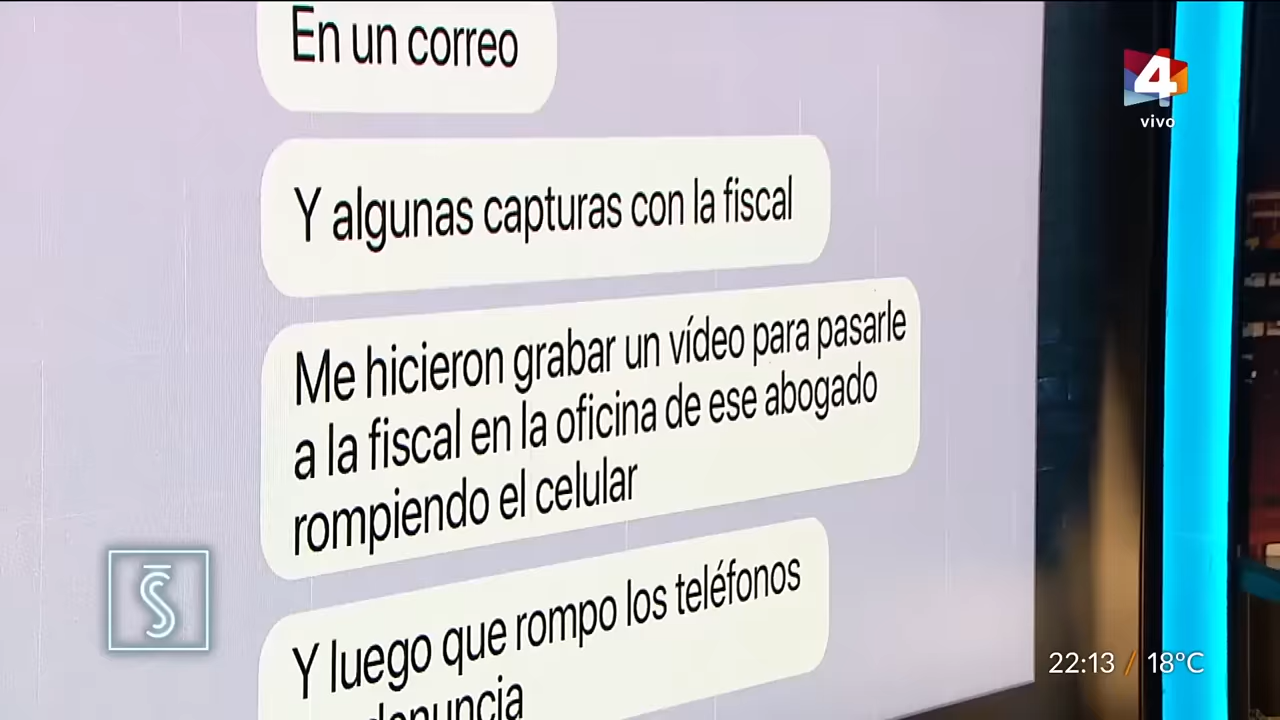 En un correo
4
vivo
Y algunas capturas con la fiscal
Me hicieron grabar un vídeo para pasarle
a la fiscal en la oficina de ese abogado
rompiendo el celular
Y luego que rompo los teléfonos
denuncia
22:13 / 18°C